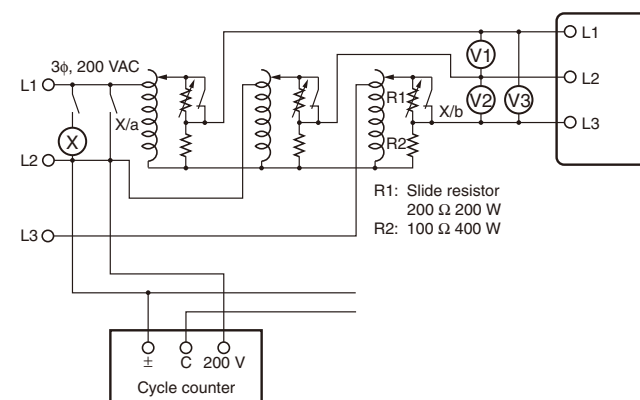 3ϕ, 200 VAC
L1
X
X/a
L2
L3
R1
R2
X/b
V1
V2
V3
L1
L2
L3
R1: Slide resistor
200 Ω 200 W
R2: 100 Ω 400 W
± C 200 V
Cycle counter